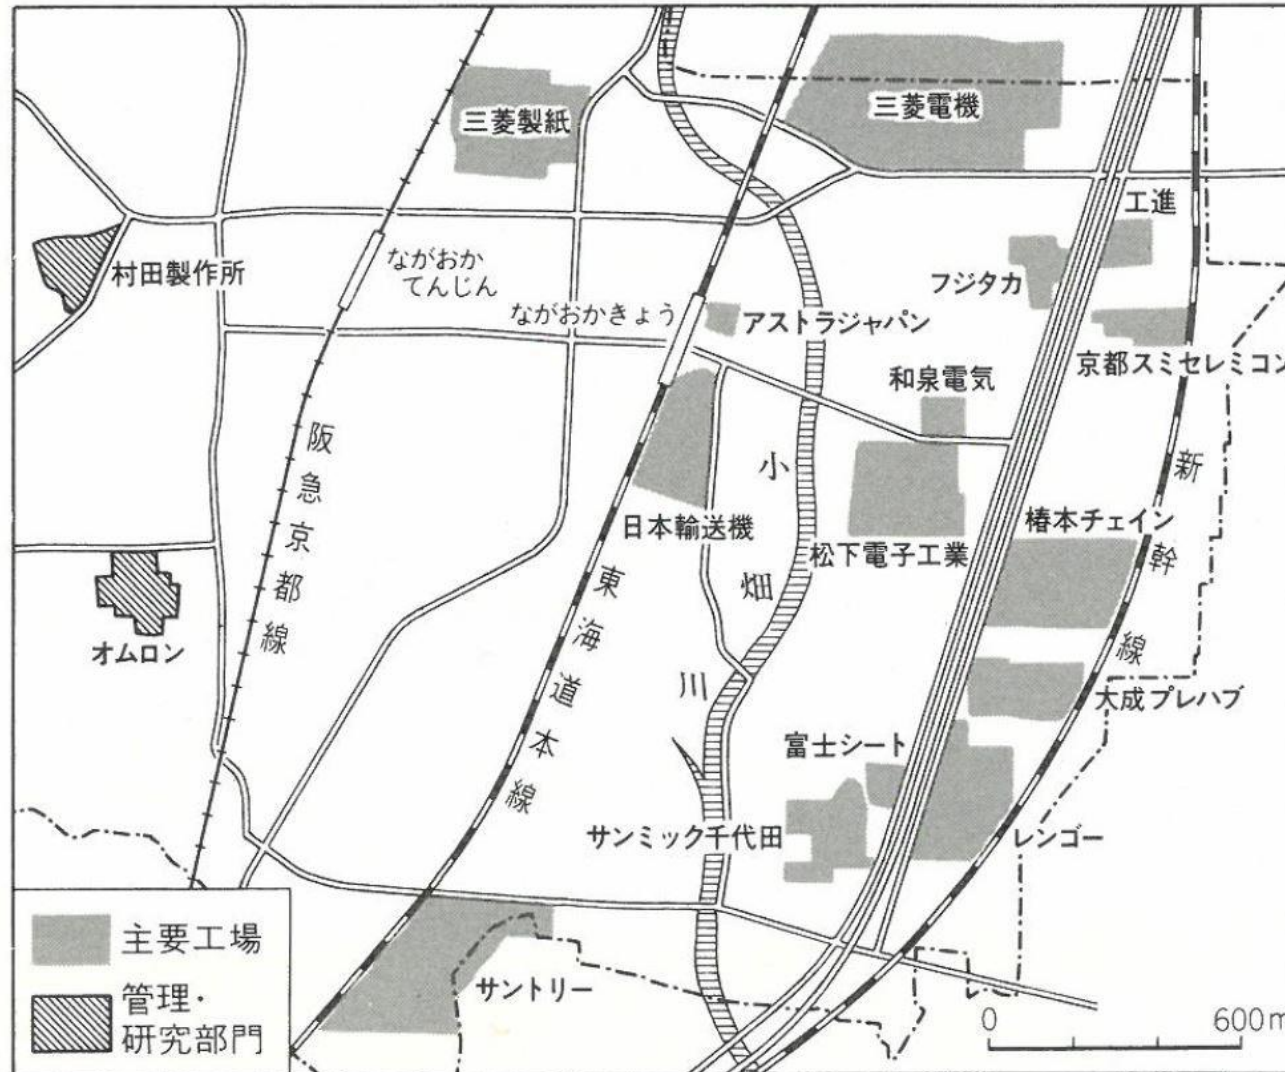 三菱製紙
三菱電機
工進
村田製作所
ながおか
てんじん
フジタカ
ながおかきょう
アストラジャパン
京都スミセレミコン
和泉電気
阪急京都線
小畑川
新幹線
日本輸送機
松下電子工業
椿本チェイン
東海道本線
オムロン
大成プレハブ
富士シート
サンミック千代田
レンゴー
主要工場
サントリー
管理・
研究部門
0 600m